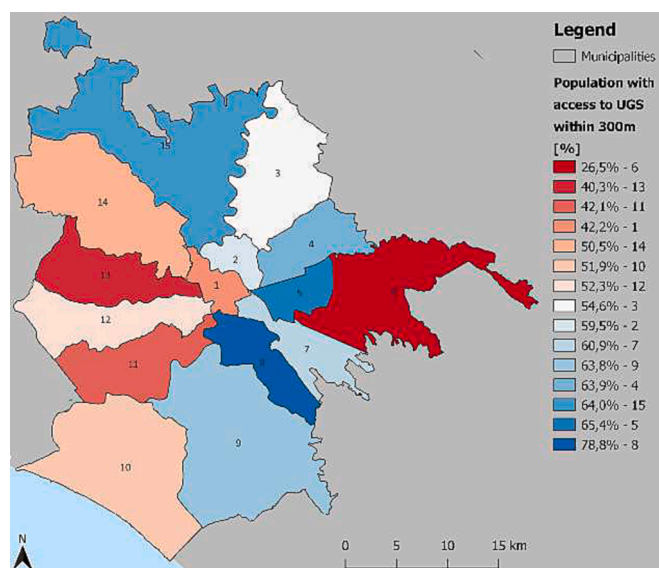 Legend
Municipalities
Population with
access to UGS
within 300m
[%]
26,5% - 6
40,3% - 13
42,1% - 11
42,2% - 1
50,5% - 14
51,9% - 10
52,3% - 12
54,6% - 3
59,5% - 2
60,9% - 7
63,8% - 9
63,9% - 4
64,0% - 15
65,4% - 5
78,8% - 8
15
3
14
4
2
13
1
5
6
12
7
11
8
9
10
N
0 5 10 15 km